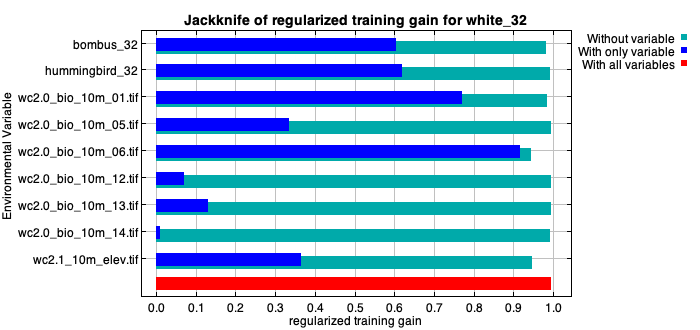 Jackknife of regularized training gain for white_32
Without variable
With only variable
With all variables
Environmental Variable
bombus_32
hummingbird_32
wc2.0_bio_10m_01.tif
wc2.0_bio_10m_05.tif
wc2.0_bio_10m_06.tif
wc2.0_bio_10m_12.tif
wc2.0_bio_10m_13.tif
wc2.0_bio_10m_14.tif
wc2.1_10m_elev.tif
0.0 0.1 0.2 0.3 0.4 0.5 0.6 0.7 0.8 0.9 1.0
regularized training gain